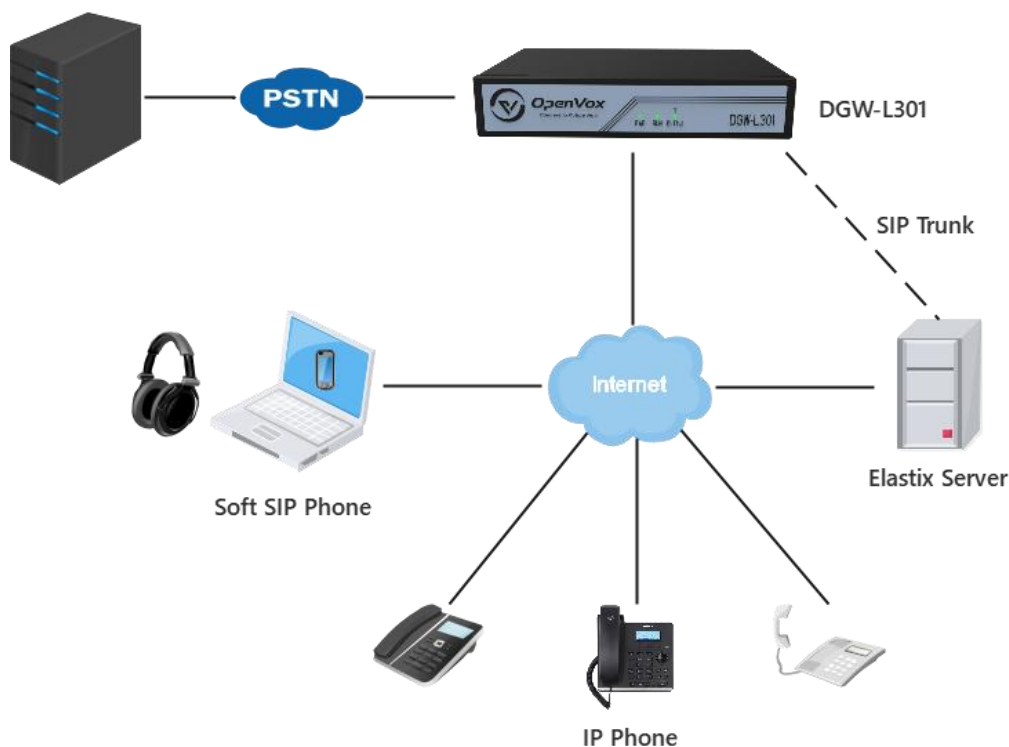 PSTN
OpenVox
DGW-L301
DGW-L301
SIP Trunk
Internet
Elastix Server
Soft SIP Phone
IP Phone